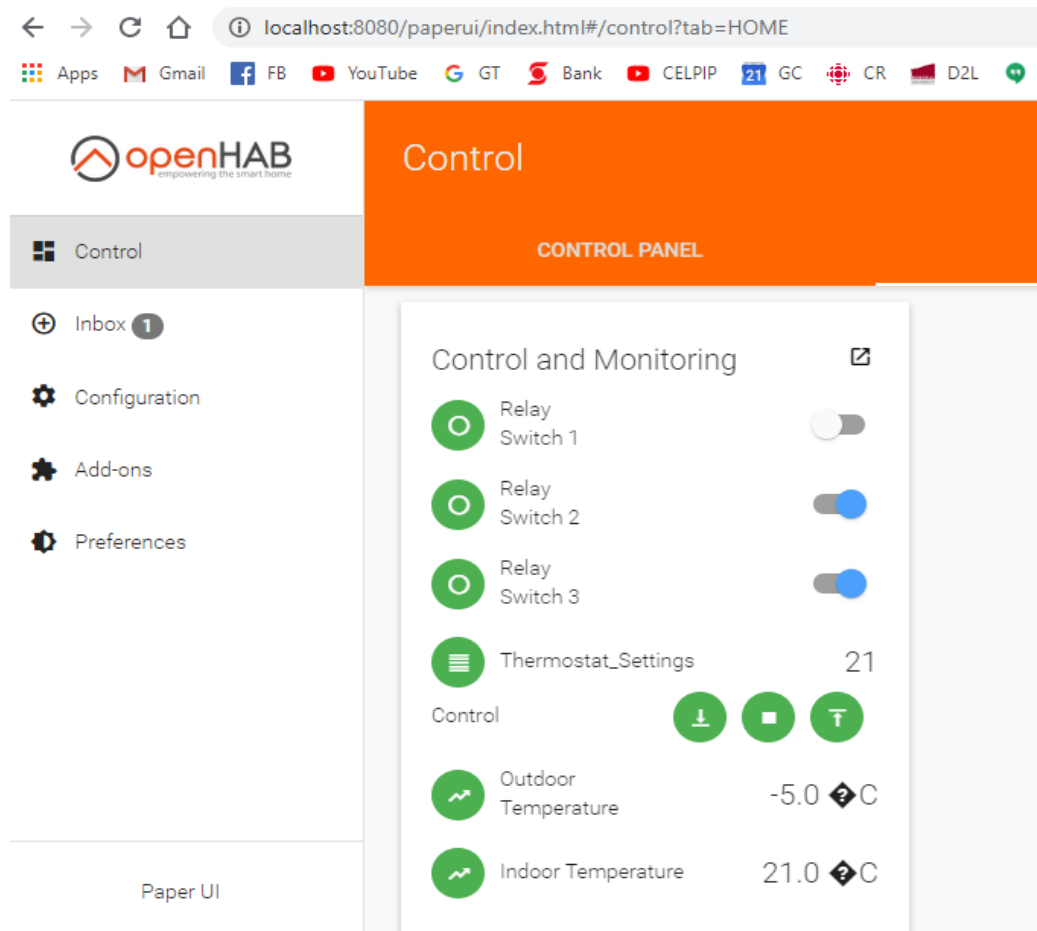 localhost:8080/paperui/index.html#/control?tab=HOME
Apps Gmail FB YouTube GT Bank CELPIP 21 GC CR D2L
openHAB
empowering the smart home
Control
CONTROL PANEL
Control
Inbox 1
Configuration
Add-ons
Preferences
Paper UI
Control and Monitoring
Relay
Switch 1
Relay
Switch 2
Relay
Switch 3
Thermostat_Settings 21
Control
Outdoor
Temperature -5.0 �C
Indoor Temperature 21.0 �C